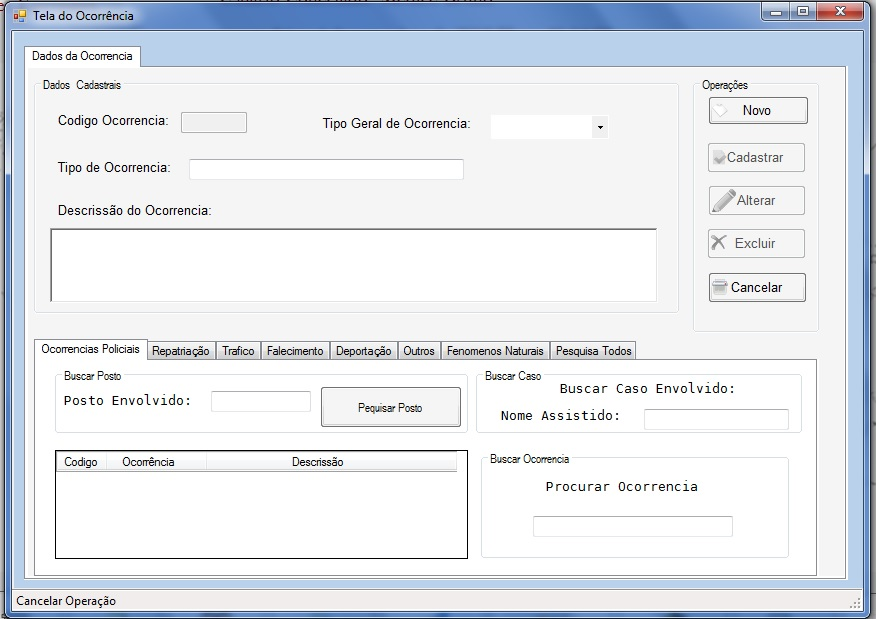 Tela do Ocorrência
Dados da Ocorrencia
Dados Cadastrais
Codigo Ocorrencia:
Tipo Geral de Ocorrencia:
Tipo de Ocorrencia:
Descrissão do Ocorrencia:
Operações
Novo
Cadastrar
Alterar
Excluir
Cancelar
Ocorrencias Policiais Repatriação Trafico Falecimento Deportação Outros Fenomenos Naturais Pesquisa Todos
Buscar Posto
Posto Envolvido:
Pequisar Posto
Buscar Caso
Buscar Caso Envolvido:
Nome Assistido:
Codigo Ocorrência Descrissão
Buscar Ocorrencia
Procurar Ocorrencia
Cancelar Operação